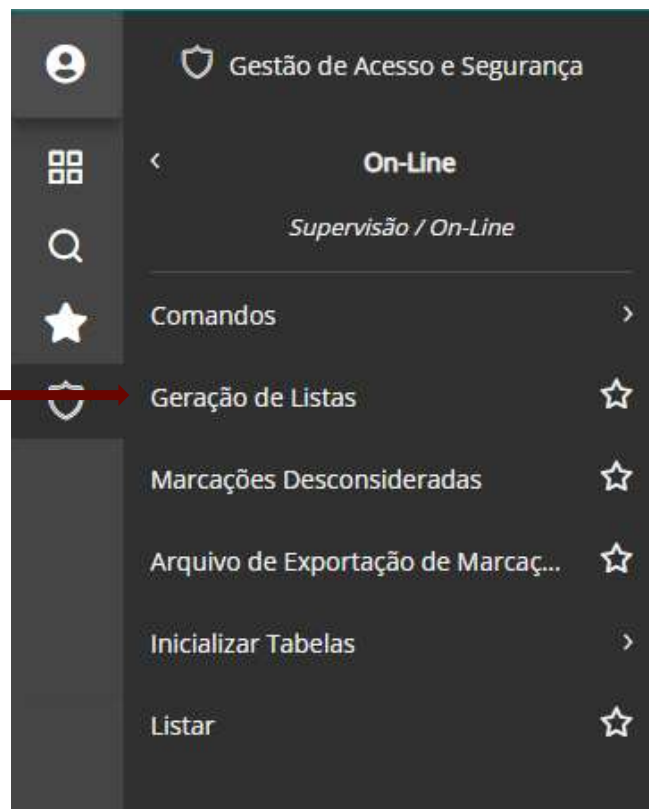 Gestão de Acesso e Segurança
On-Line
Supervisão / On-Line
Comandos
Geração de Listas
Marcações Desconsideradas
Arquivo de Exportação de Marcaç...
Inicializar Tabelas
Listar